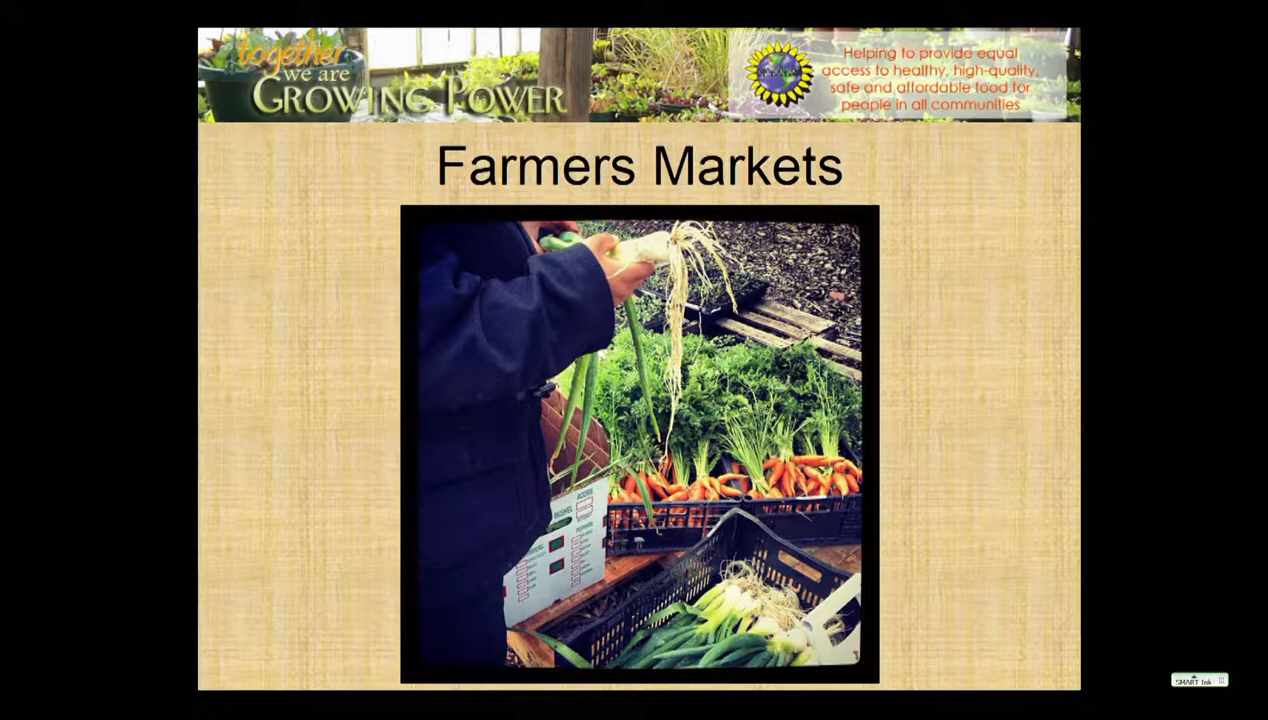 together
we are
GROWING POWER
Helping to provide equal
access to healthy, high-quality,
safe and affordable food for
people in all communities
Farmers Markets
ACORN
BUSHEL
SMART Ink